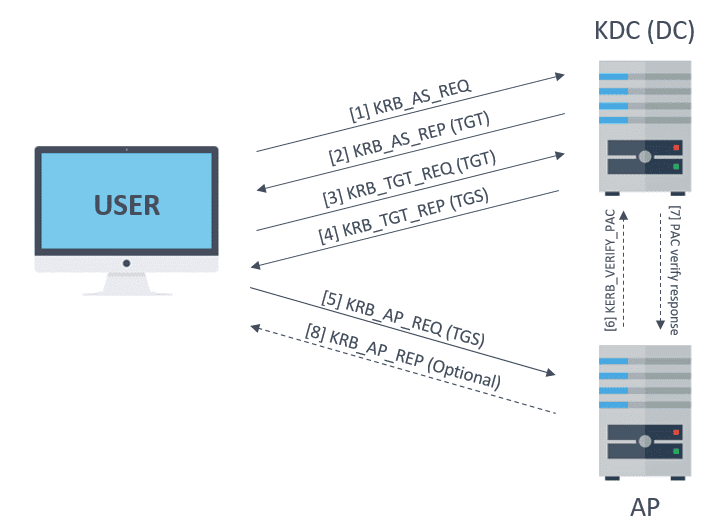 KDC (DC)
[1] KRB_AS_REQ
[2] KRB_AS_REP (TGT)
[3] KRB_TGT_REQ (TGT)
[4] KRB_TGT_REP (TGS)
USER
[5] KRB_AP_REQ (TGS)
[8] KRB_AP_REP (Optional)
[6] KERB_VERIFY_PAC
[7] PAC verify response
AP